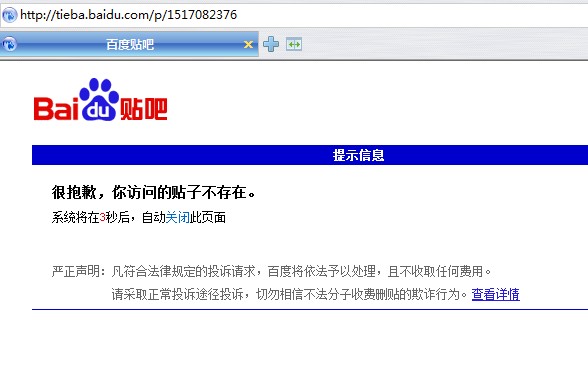 http://tieba.baidu.com/p/1517082376
百度贴吧
Bai du 贴吧
提示信息
很抱歉，你访问的贴子不存在。
系统将在3秒后，自动关闭此页面
严正声明：凡符合法律规定的投诉请求，百度将依法予以处理，且不收取任何费用。
请采取正常投诉途径投诉，切勿相信不法分子收费删贴的欺诈行为。查看详情